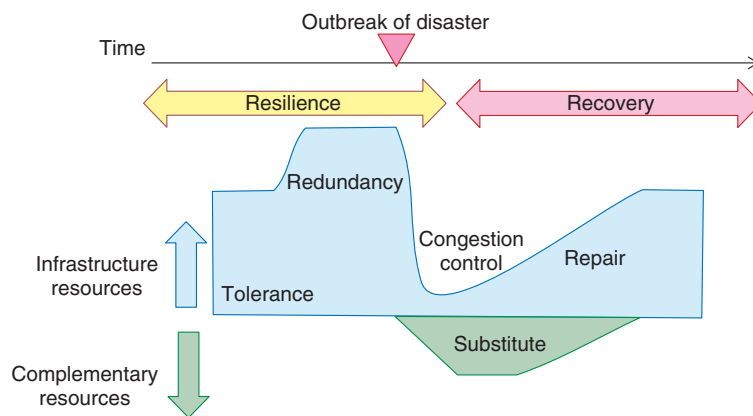 Outbreak of disaster
Time
Resilience
Recovery
Redundancy
Congestion
control
Repair
Infrastructure
resources
Tolerance
Substitute
Complementary
resources